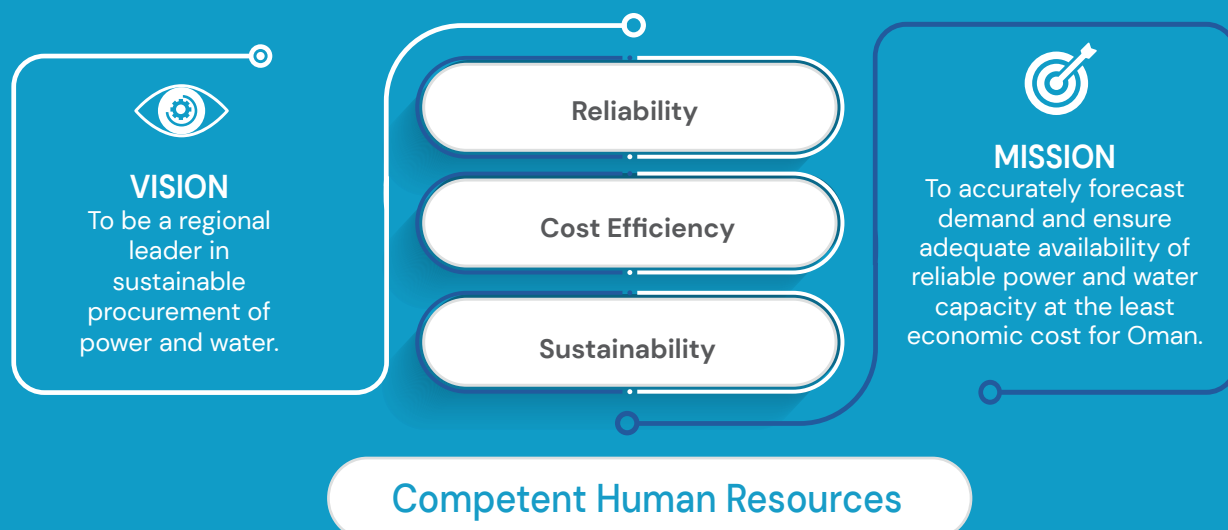 VISION
To be a regional
leader in
sustainable
procurement of
power and water.
Reliability
Cost Efficiency
Sustainability
MISSION
To accurately forecast
demand and ensure
adequate availability of
reliable power and water
capacity at the least
economic cost for Oman.
Competent Human Resources